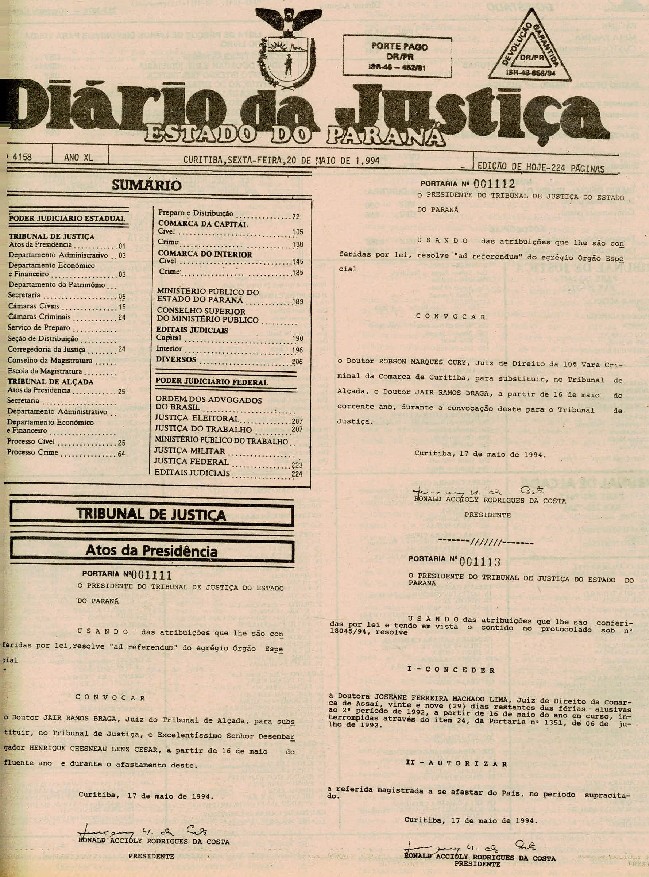 PORTE PAGO
DR/PR
ISR-48 - 452/81
DEVOLUÇÃO GARANTIDA
DR/PR
ISR-48-656/94
Diário da Justiça
ESTADO DO PARANÁ
4158
ANO XL
CURITIBA,SEXTA-FEIRA,20 DE MAIO DE 1.994
EDIÇÃO DE HOJE-224 PÁGINAS
SUMÁRIO
PODER JUDICIÁRIO ESTADUAL
TRIBUNAL DE JUSTIÇA
Atos da Presidência 01
Departamento Administrativo 03
Departamento Econômico
e Financeiro 05
Departamento do Patrimônio
Secretaria 05
Câmaras Cíveis 15
Câmaras Criminais 24
Serviço de Preparo
Seção de Distribuição
Corregedoria da Justiça 24
Conselho da Magistratura
Escola da Magistratura
TRIBUNAL DE ALÇADA
Atos da Presidência 25
Secretaria
Departamento Administrativo
Departamento Econômico
e Financeiro
Processo Cível 26
Processo Crime 64
Preparo e Distribuição 77
COMARCA DA CAPITAL
Cível 105
Crime 138
COMARCA DO INTERIOR
Cível 145
Crime 185
MINISTÉRIO PÚBLICO DO
ESTADO DO PARANÁ 189
CONSELHO SUPERIOR
DO MINISTÉRIO PÚBLICO
EDITAIS JUDICIAIS
Capital 190
Interior 196
DIVERSOS 206
PODER JUDICIÁRIO FEDERAL
ORDEM DOS ADVOGADOS
DO BRASIL
JUSTIÇA ELEITORAL 207
JUSTIÇA DO TRABALHO 207
MINISTÉRIO PÚBLICO DO TRABALHO
JUSTIÇA MILITAR
JUSTIÇA FEDERAL 223
EDITAIS JUDICIAIS 224
TRIBUNAL DE JUSTIÇA
Atos da Presidência
PORTARIA Nº 001111
O PRESIDENTE DO TRIBUNAL DE JUSTIÇA DO ESTADO
DO PARANÁ
U S A N D O das atribuições que lhe são con
feridas por lei,resolve "ad referendum" do egrégio Órgão Espe
cial
C O N V O C A R
o Doutor JAIR RAMOS BRAGA, Juiz do Tribunal de Alçada, para subs
tituir, no Tribunal de Justiça, o Excelentíssimo Senhor Desembar
gador HENRIQUE CHESNEAU LENZ CESAR, a partir de 16 de maio do
fluente ano e durante o afastamento deste.
Curitiba, 17 de maio de 1994.
RONALD ACCIOLY RODRIGUES DA COSTA
PRESIDENTE
PORTARIA Nº 001112
O PRESIDENTE DO TRIBUNAL DE JUSTIÇA DO ESTADO
DO PARANÁ
U S A N D O das atribuições que lhe são con
feridas por lei, resolve "ad referendum" do egrégio Órgão Espe
cial
C O N V O C A R
o Doutor ROBSON MARQUES CURY, Juiz de Direito da 10ª Vara Cri-
minal da Comarca de Curitiba, para substituir, no Tribunal de
Alçada, o Doutor JAIR RAMOS BRAGA, a partir de 16 de maio do
corrente ano, durante a convocação deste para o Tribunal de
Justiça.
Curitiba, 17 de maio de 1994.
RONALD ACCIOLY RODRIGUES DA COSTA
PRESIDENTE
-------///////-------
PORTARIA Nº 001113
O PRESIDENTE DO TRIBUNAL DE JUSTIÇA DO ESTADO DO
PARANÁ
U S A N D O das atribuições que lhe são conferi-
das por lei e tendo em vista o contido no protocolado sob nº
18045/94, resolve
I - CONCEDER
à Doutora JOSEANE FERREIRA MACHADO LIMA, Juiz de Direito da Comar-
ca de Assaí, vinte e nove (29) dias restantes das férias alusivas
ao 2º período de 1992, a partir de 16 de maio do ano em curso, in-
terrompidas através do item 24, da Portaria nº 1351, de 06 de ju-
lho de 1992.
II - A U T O R I Z A R
a referida magistrada a se afastar do País, no período supracita-
do.
Curitiba, 17 de maio de 1994.
RONALD ACCIOLY RODRIGUES DA COSTA
PRESIDENTE